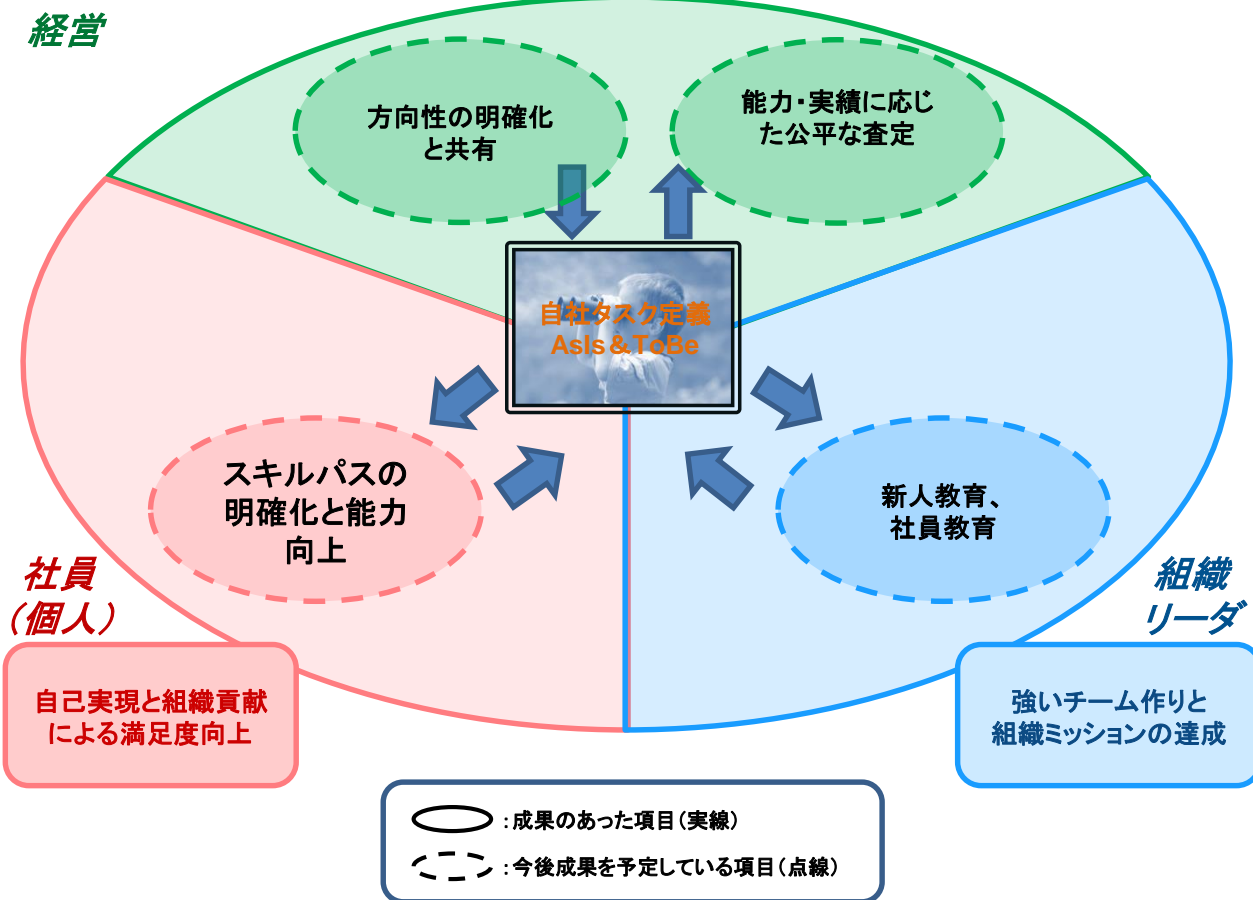 経営
方向性の明確化
と共有
能力・実績に応じ
た公平な査定
自社タスク定義
AsIs＆ToBe
スキルパスの
明確化と能力
向上
新人教育、
社員教育
社員
（個人）
組織
リーダ
自己実現と組織貢献
による満足度向上
強いチーム作りと
組織ミッションの達成
：成果のあった項目（実線）
：今後成果を予定している項目（点線）